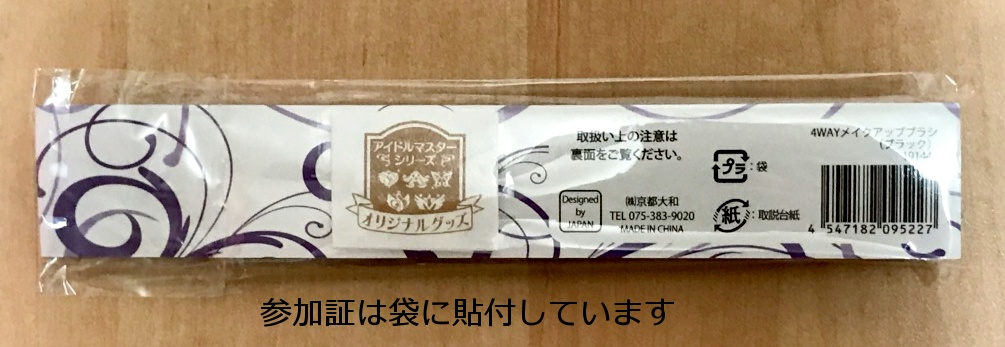 アイドルマスター
シリーズ
オリジナルグッズ
取扱い上の注意は
裏面をご覧ください。
Designed
by
JAPAN
㈱京都大和
TEL 075-383-9020
MADE IN CHINA
プラ:袋
紙:取説台紙
4WAYメイクアップブラシ
(ブラック)
4 547182 095227
参加証は袋に貼付しています